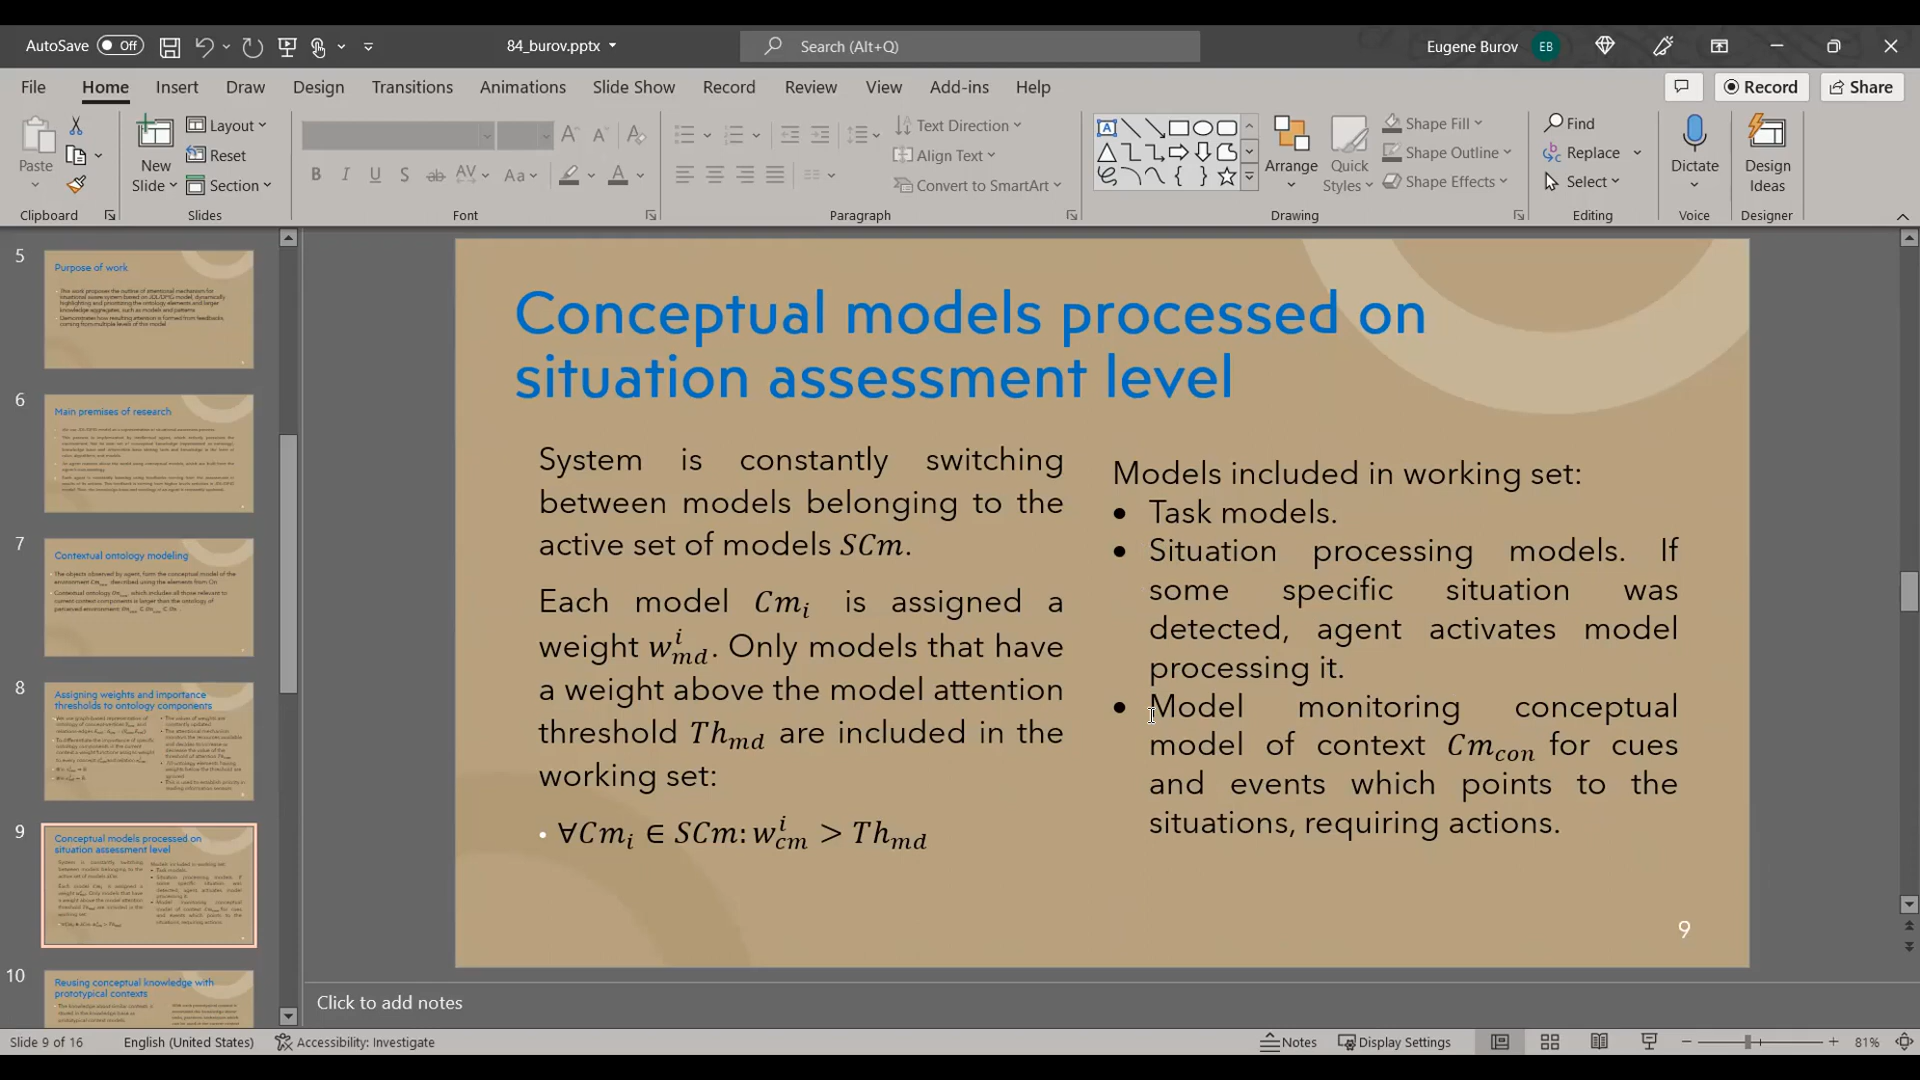 AutoSave Off
84_burov.pptx
Search (Alt+Q)
Eugene Burov EB
File Home Insert Draw Design Transitions Animations Slide Show Record Review View Add-ins Help
Record Share
Paste
New Slide
Layout
Reset
Section
Text Direction
Align Text
Convert to SmartArt
Arrange
Quick Styles
Shape Fill
Shape Outline
Shape Effects
Find
Replace
Select
Dictate
Design Ideas
Clipboard Slides Font Paragraph Drawing Editing Voice Designer
5
Purpose of work
6
Main premises of research
7
Contextual ontology modeling
8
Assigning weights and importance
thresholds to ontology components
9
Conceptual models processed on
situation assessment level
10
Reusing conceptual knowledge with
prototypical contexts
Conceptual models processed on
situation assessment level
System is constantly switching
between models belonging to the
active set of models SCm.
Each model Cm_i is assigned a
weight w_md^i. Only models that have
a weight above the model attention
threshold Th_md are included in the
working set:
• ∀Cm_i ∈ SCm: w_cm^i > Th_md
Models included in working set:
• Task models.
• Situation processing models. If
some specific situation was
detected, agent activates model
processing it.
• Model monitoring conceptual
model of context Cm_con for cues
and events which points to the
situations, requiring actions.
9
Click to add notes
Slide 9 of 16 English (United States) Accessibility: Investigate Notes Display Settings 81%